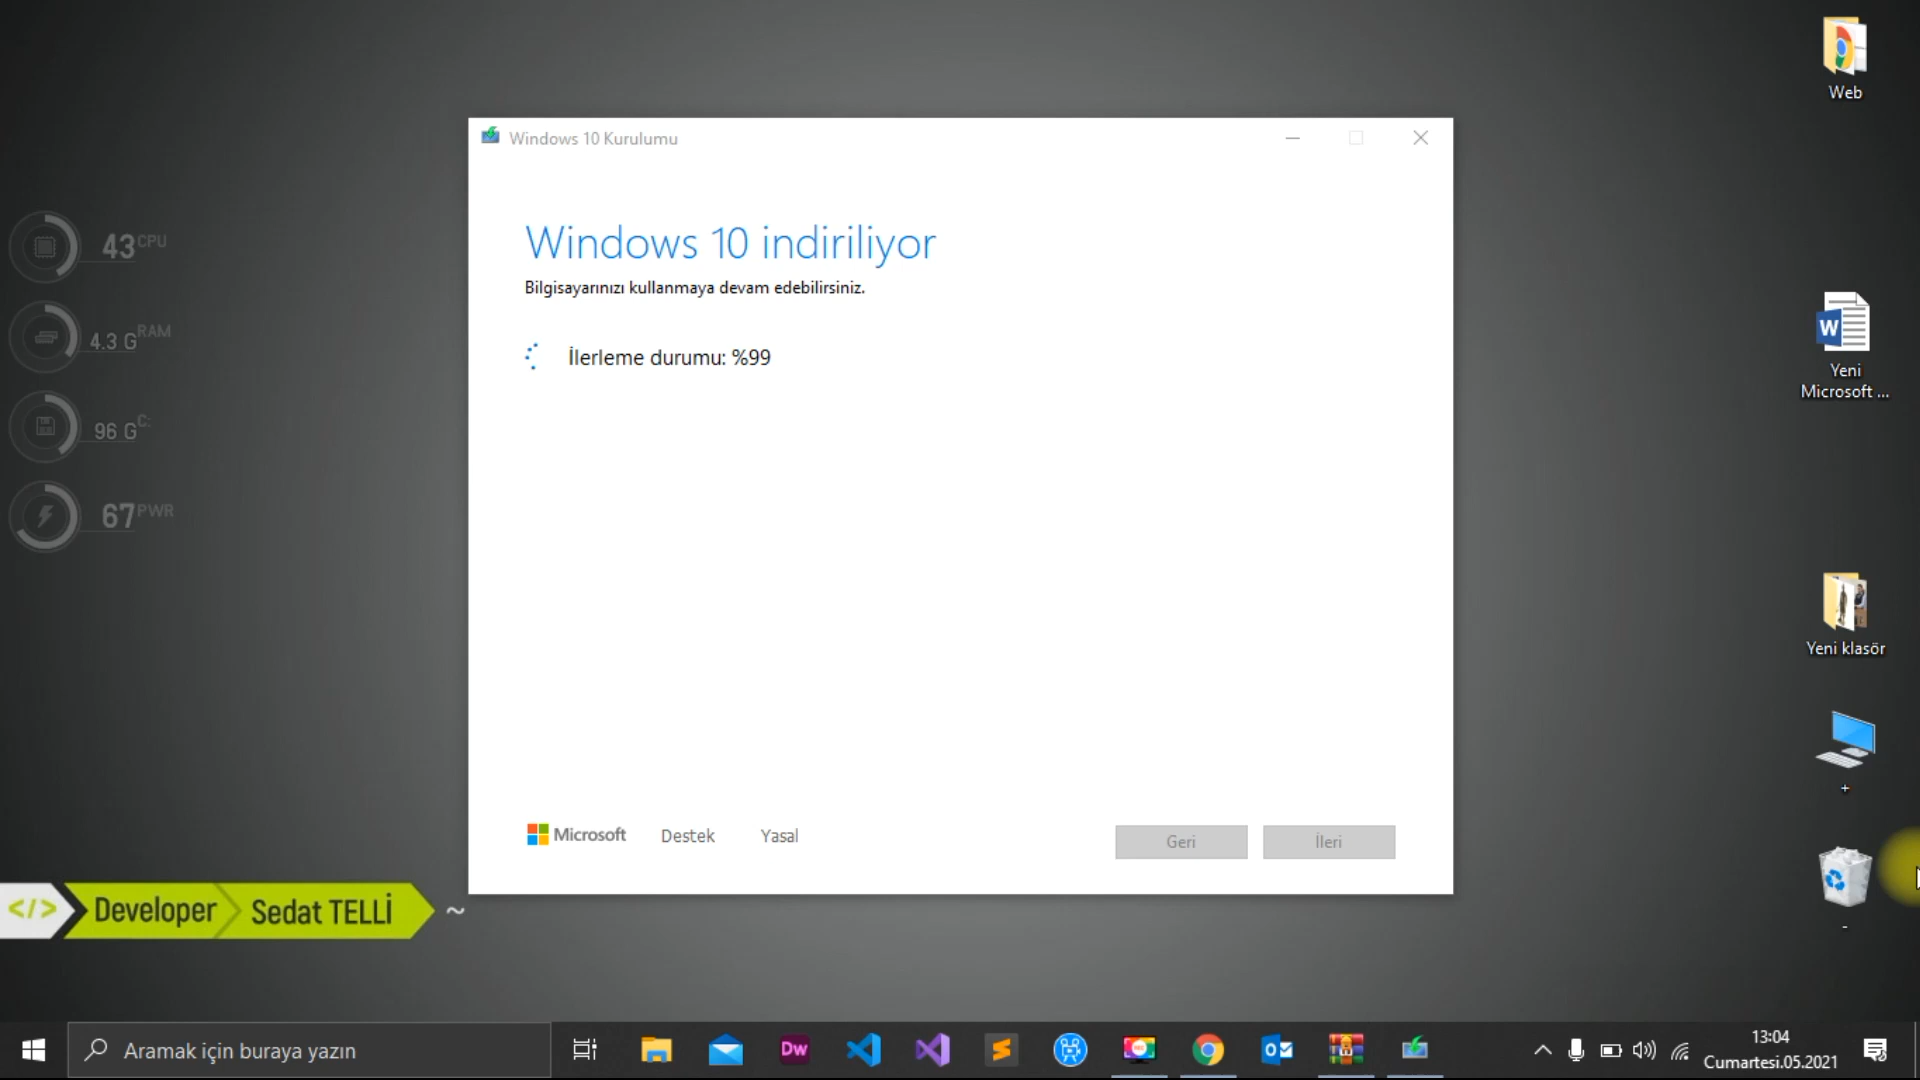 Web
Windows 10 Kurulumu
Windows 10 indiriliyor
Bilgisayarınızı kullanmaya devam edebilirsiniz.
İlerleme durumu: %99
43 CPU
4.3 G RAM
96 G C:
67 PWR
Yeni
Microsoft ...
Yeni klasör
+
-
Microsoft Destek Yasal
Geri İleri
</> Developer Sedat TELLİ ~
Aramak için buraya yazın
Dw
13:04
Cumartesi.05.2021